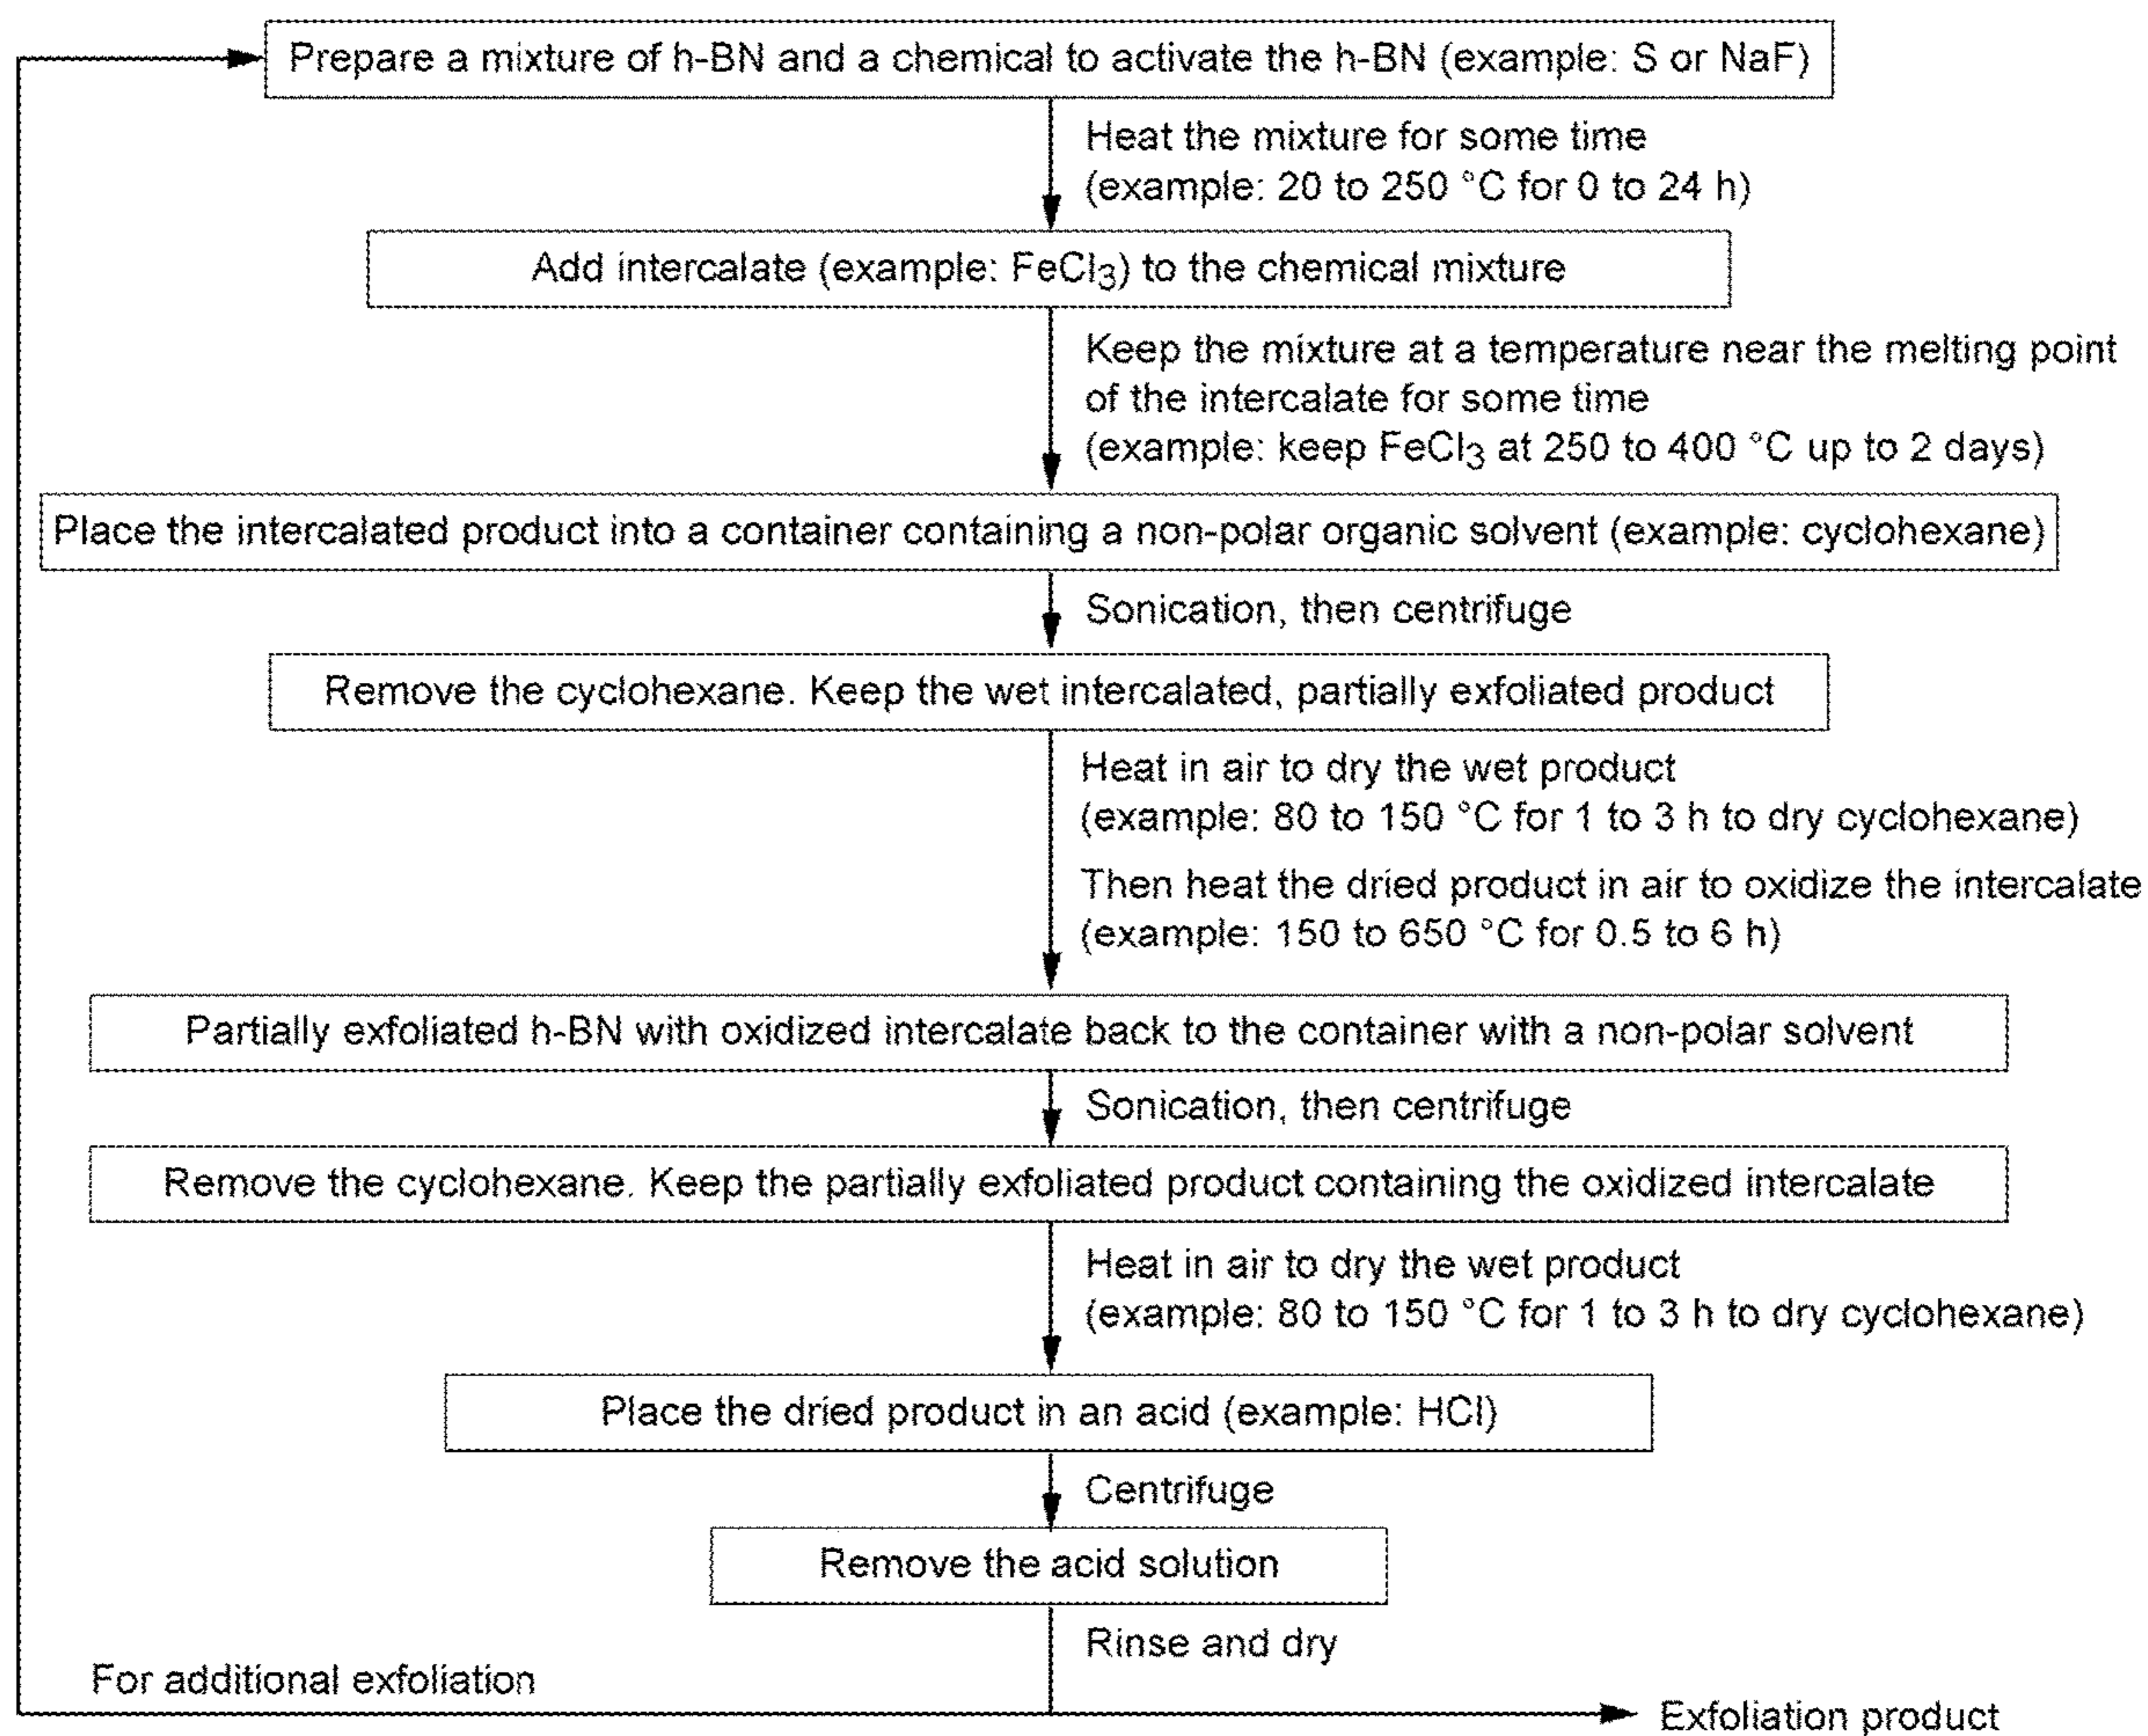 Prepare a mixture of h-BN and a chemical to activate the h-BN (example: S or NaF)
Heat the mixture for some time
(example: 20 to 250 °C for 0 to 24 h)
Add intercalate (example: FeCl3) to the chemical mixture
Keep the mixture at a temperature near the melting point
of the intercalate for some time
(example: keep FeCl3 at 250 to 400 °C up to 2 days)
Place the intercalated product into a container containing a non-polar organic solvent (example: cyclohexane)
Sonication, then centrifuge
Remove the cyclohexane. Keep the wet intercalated, partially exfoliated product
Heat in air to dry the wet product
(example: 80 to 150 °C for 1 to 3 h to dry cyclohexane)
Then heat the dried product in air to oxidize the intercalate
(example: 150 to 650 °C for 0.5 to 6 h)
Partially exfoliated h-BN with oxidized intercalate back to the container with a non-polar solvent
Sonication, then centrifuge
Remove the cyclohexane. Keep the partially exfoliated product containing the oxidized intercalate
Heat in air to dry the wet product
(example: 80 to 150 °C for 1 to 3 h to dry cyclohexane)
Place the dried product in an acid (example: HCl)
Centrifuge
Remove the acid solution
Rinse and dry
For additional exfoliation
Exfoliation product